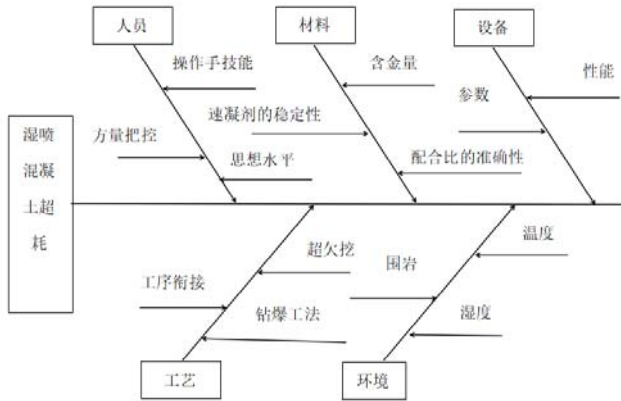 人员
材料
设备
操作手技能
含金量
性能
参数
速凝剂的稳定性
方量把控
思想水平
配合比的准确性
湿喷
混凝
土超
耗
超欠挖
围岩
温度
工序衔接
钻爆工法
湿度
工艺
环境